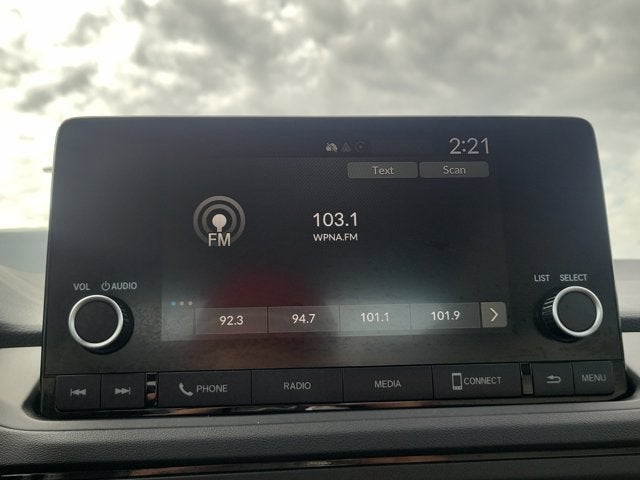 2:21
Text Scan
FM
103.1
WPNA.FM
VOL AUDIO
LIST SELECT
92.3 94.7 101.1 101.9
PHONE RADIO MEDIA CONNECT MENU